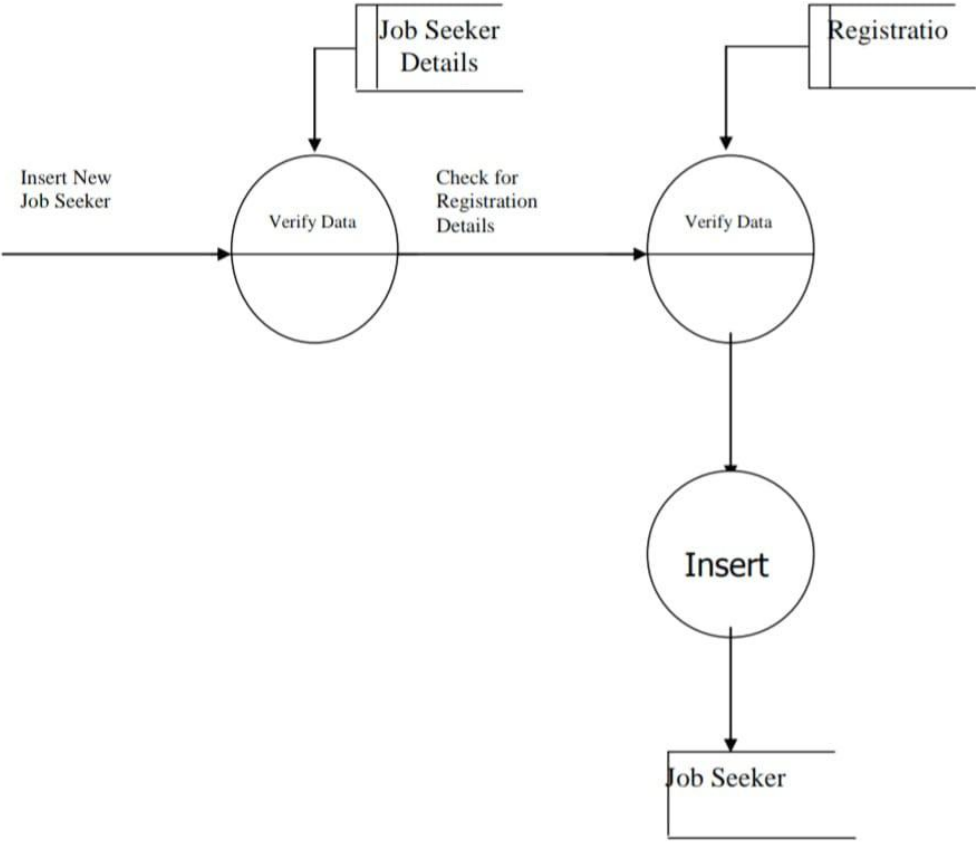 Job Seeker
Details
Registratio
Insert New
Job Seeker
Verify Data
Check for
Registration
Details
Verify Data
Insert
Job Seeker